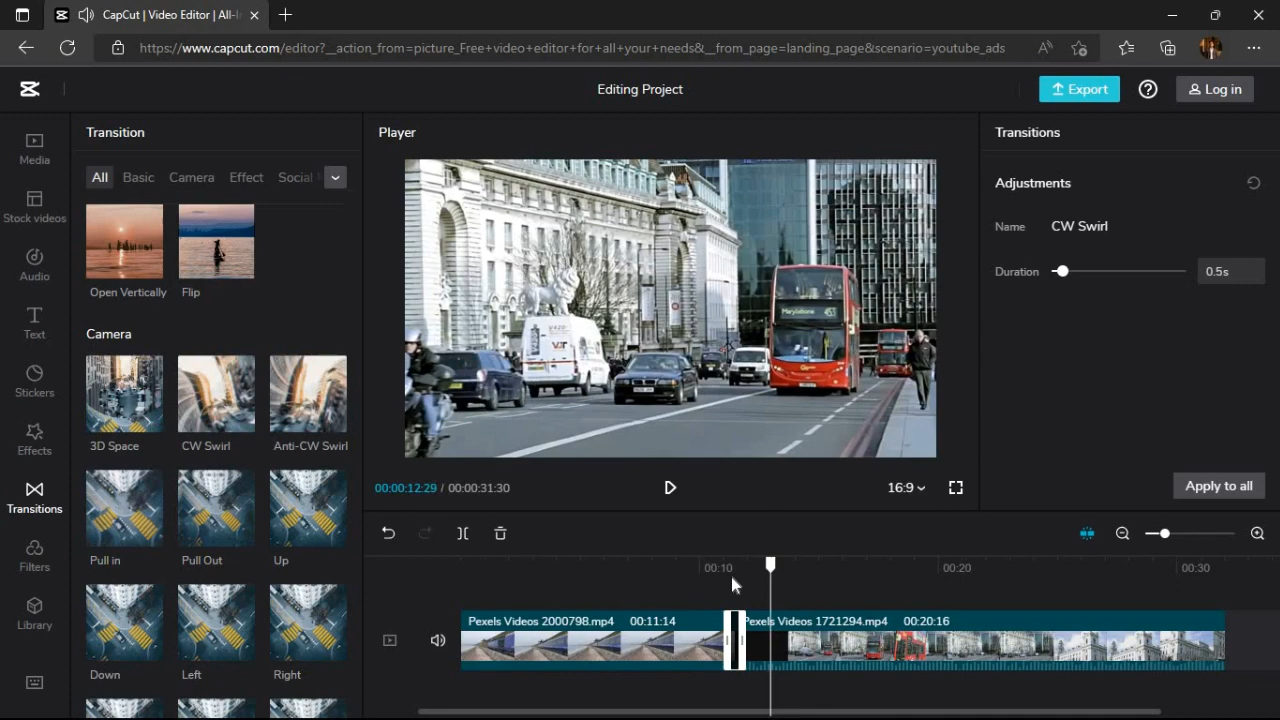 CapCut | Video Editor | All-I
https://www.capcut.com/editor?__action_from=picture_Free+video+editor+for+all+your+needs&__from_page=landing_page&scenario=youtube_ads
Editing Project
Export
Log in
Media
Stock videos
Audio
Text
Stickers
Effects
Transitions
Filters
Library
Transition
All Basic Camera Effect Social
Open Vertically Flip
Camera
3D Space CW Swirl Anti-CW Swirl
Pull in Pull Out Up
Down Left Right
Player
Marylebone 453
00:00:12:29 / 00:00:31:30
16:9
Transitions
Adjustments
Name CW Swirl
Duration 0.5s
Apply to all
00:10 00:20 00:30
Pexels Videos 2000798.mp4 00:11:14
Pexels Videos 1721294.mp4 00:20:16